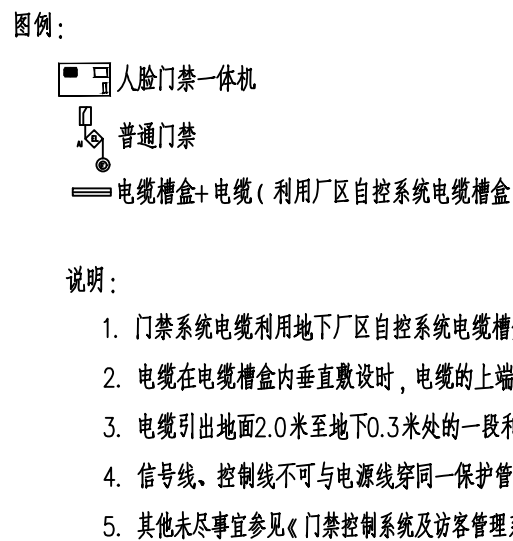 图例:
人脸门禁一体机
普通门禁
电缆槽盒+电缆(利用厂区自控系统电缆槽盒
说明:
1. 门禁系统电缆利用地下厂区自控系统电缆槽
2. 电缆在电缆槽盒内垂直敷设时,电缆的上端
3. 电缆引出地面2.0米至地下0.3米处的一段利
4. 信号线、控制线不可与电源线穿同一保护管
5. 其他未尽事宜参见《门禁控制系统及访客管理